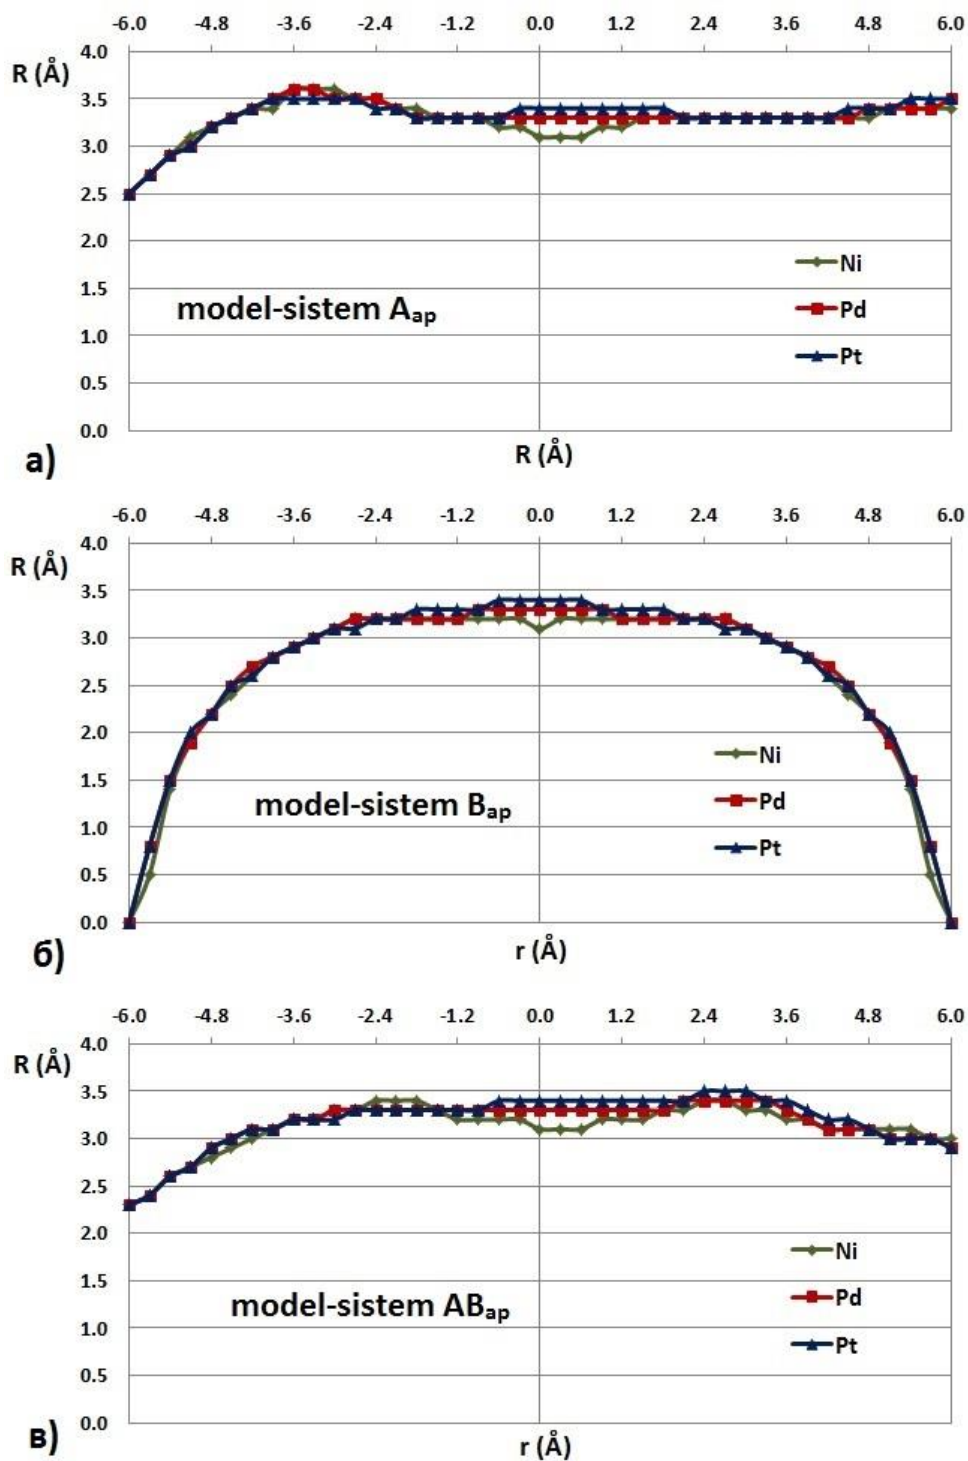 -6.0 -4.8 -3.6 -2.4 -1.2 0.0 1.2 2.4 3.6 4.8 6.0
4.0
R (Å)
3.5
3.0
2.5
2.0
Ni
1.5
model-sistem Aap
Pd
1.0
Pt
0.5
0.0
а)
R (Å)
-6.0 -4.8 -3.6 -2.4 -1.2 0.0 1.2 2.4 3.6 4.8 6.0
4.0
R (Å)
3.5
3.0
2.5
2.0
Ni
1.5
model-sistem Bap
Pd
1.0
Pt
0.5
0.0
б)
r (Å)
-6.0 -4.8 -3.6 -2.4 -1.2 0.0 1.2 2.4 3.6 4.8 6.0
4.0
R (Å)
3.5
3.0
2.5
2.0
Ni
1.5
model-sistem ABap
Pd
1.0
Pt
0.5
0.0
в)
r (Å)